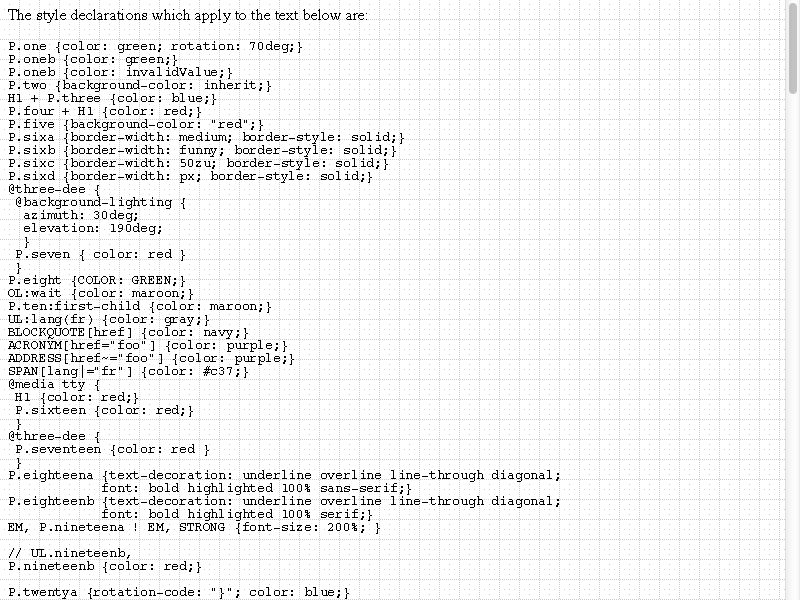 The style declarations which apply to the text below are:
P.one {color: green; rotation: 70deg;}
P.oneb {color: green;}
P.oneb {color: invalidValue;}
P.two {background-color: inherit;}
H1 + P.three {color: blue;}
P.four + H1 {color: red;}
P.five {background-color: "red";}
P.sixa {border-width: medium; border-style: solid;}
P.sixb {border-width: funny; border-style: solid;}
P.sixc {border-width: 50zu; border-style: solid;}
P.sixd {border-width: px; border-style: solid;}
@three-dee {
@background-lighting {
azimuth: 30deg;
elevation: 190deg;
}
P.seven { color: red }
}
P.eight {COLOR: GREEN;}
OL:wait {color: maroon;}
P.ten:first-child {color: maroon;}
UL:lang(fr) {color: gray;}
BLOCKQUOTE[href] {color: navy;}
ACRONYM[href="foo"] {color: purple;}
ADDRESS[href~="foo"] {color: purple;}
SPAN[lang|="fr"] {color: #c37;}
@media tty {
H1 {color: red;}
P.sixteen {color: red;}
}
@three-dee {
P.seventeen {color: red }
}
P.eighteena {text-decoration: underline overline line-through diagonal;
font: bold highlighted 100% sans-serif;}
P.eighteenb {text-decoration: underline overline line-through diagonal;
font: bold highlighted 100% serif;}
EM, P.nineteena ! EM, STRONG {font-size: 200%; }
// UL.nineteenb,
P.nineteenb {color: red;}
P.twentya {rotation-code: "}"; color: blue;}